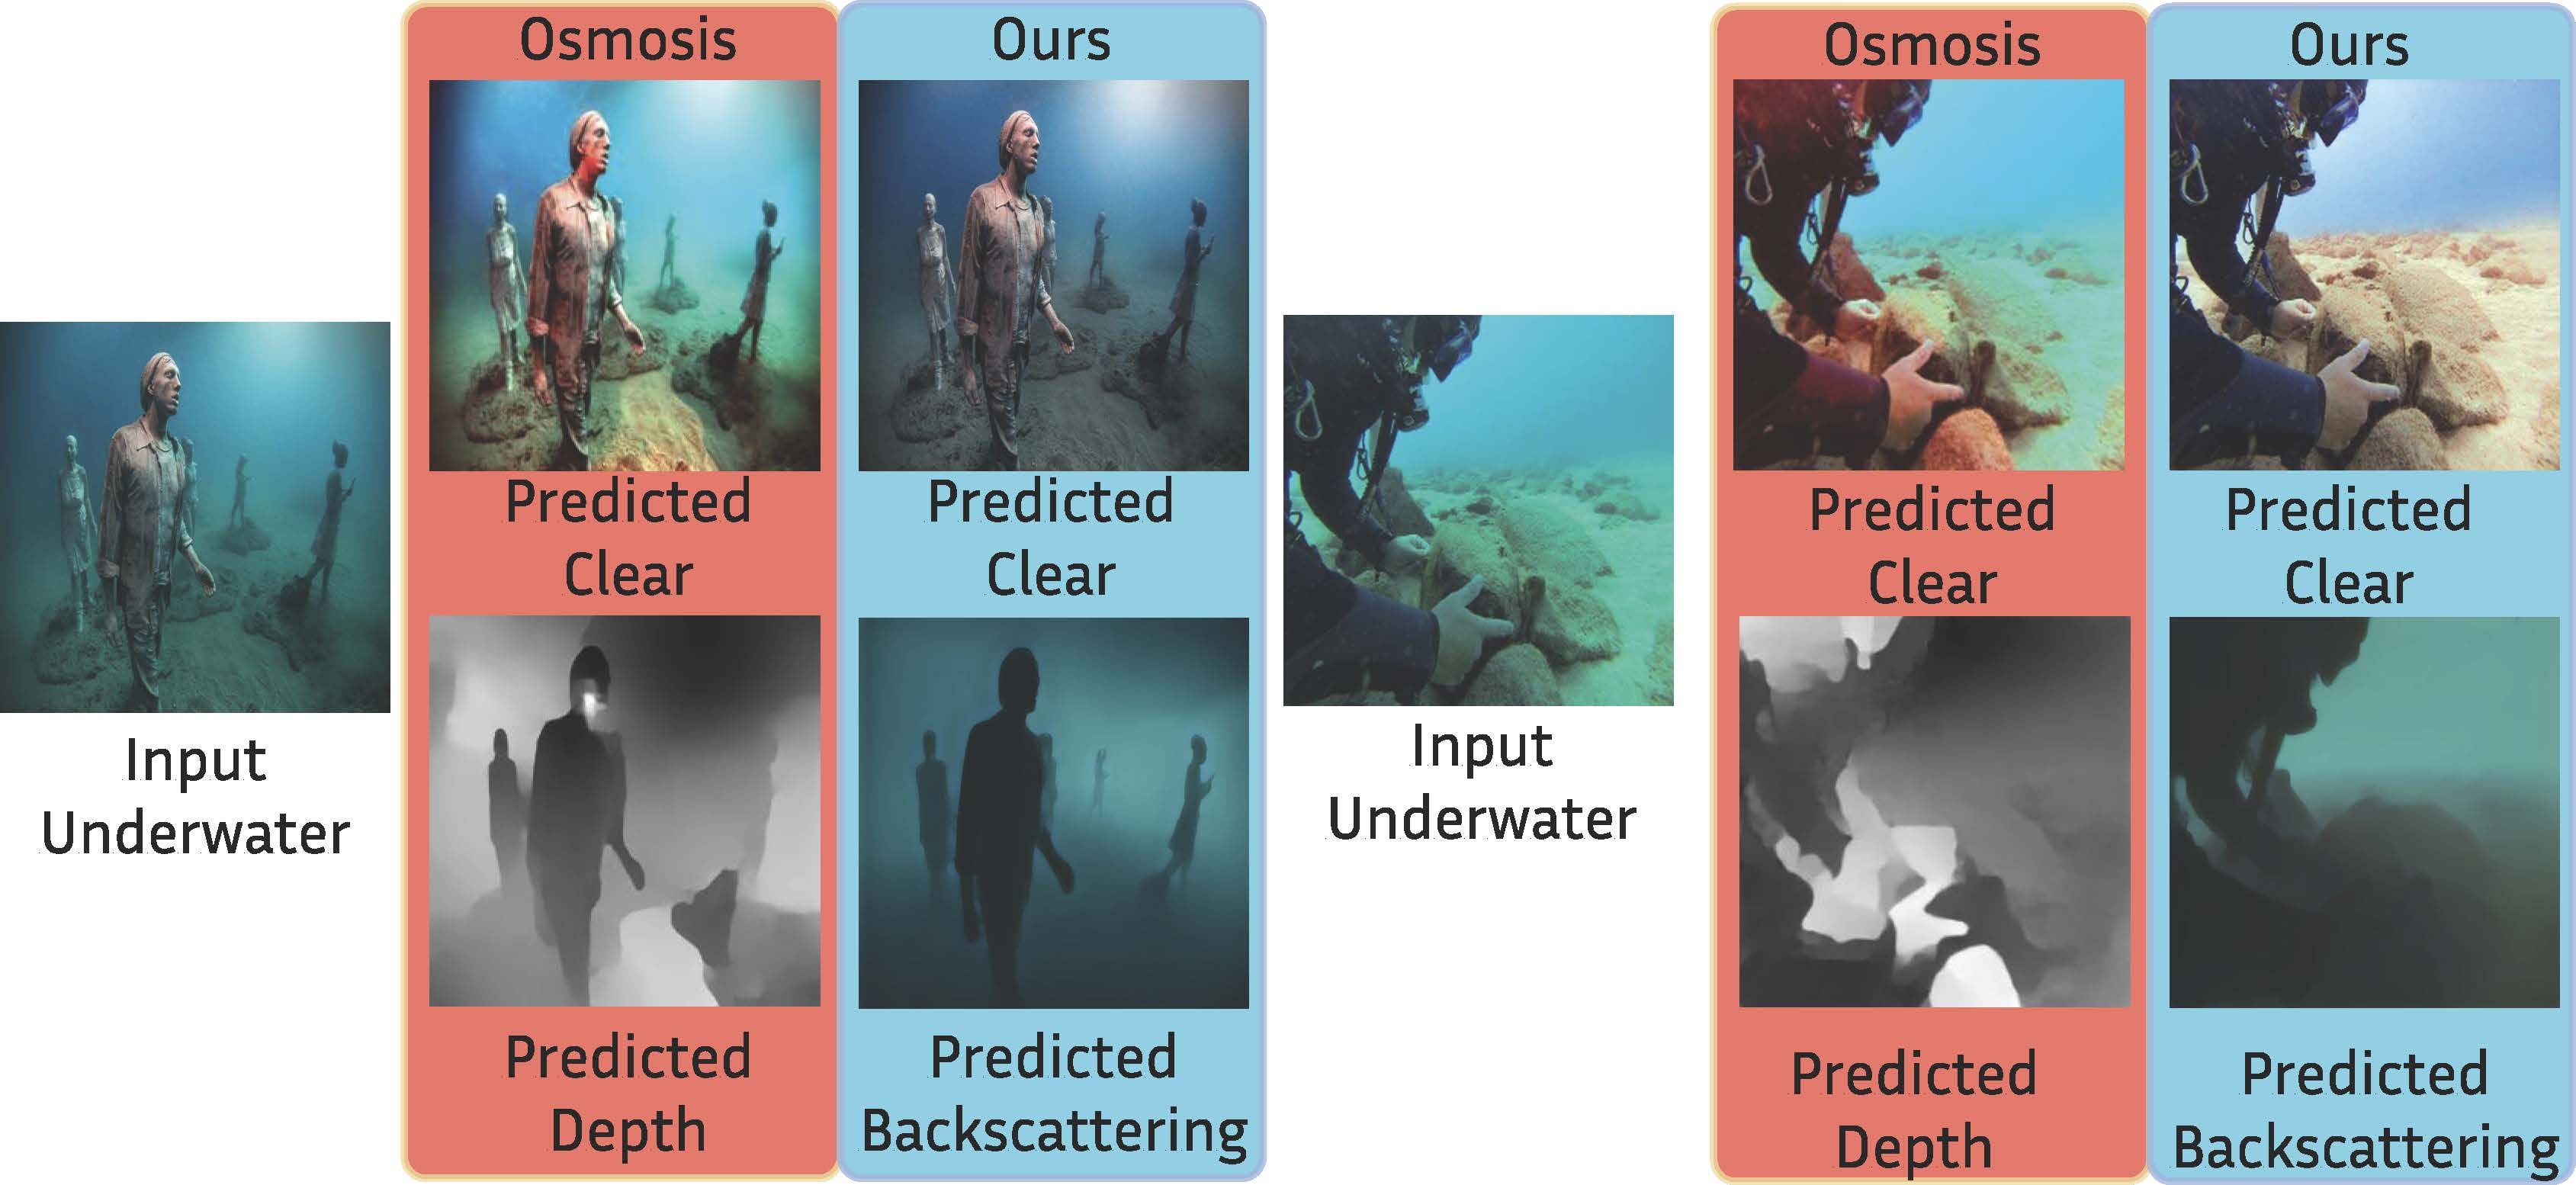 Input
Underwater
Osmosis
Predicted
Clear
Predicted
Depth
Ours
Predicted
Clear
Predicted
Backscattering
Input
Underwater
Osmosis
Predicted
Clear
Predicted
Depth
Ours
Predicted
Clear
Predicted
Backscattering